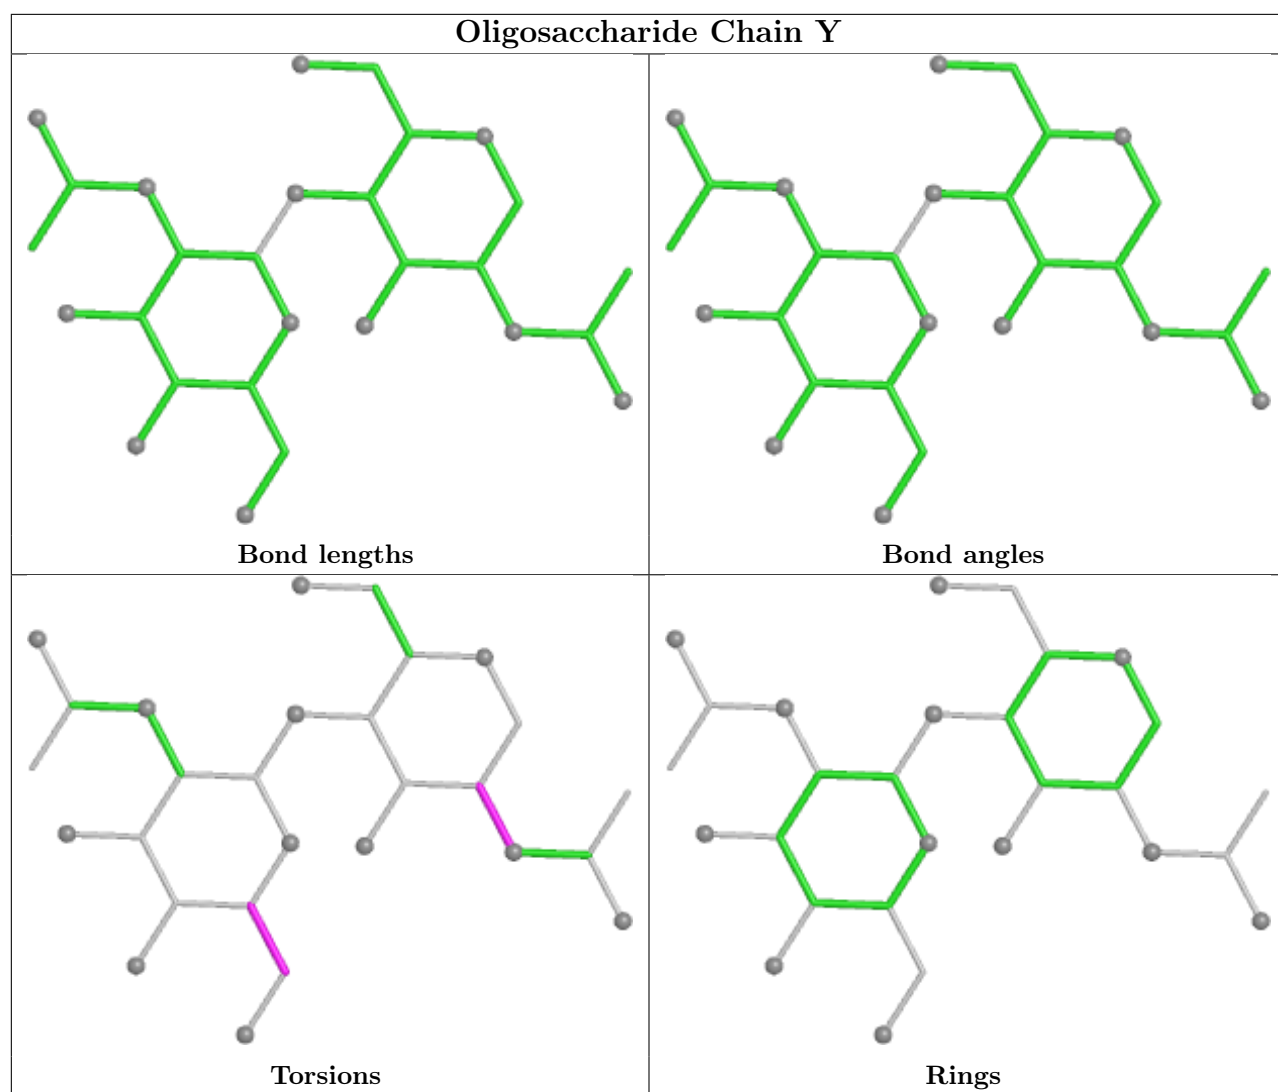 Oligosaccharide Chain Y
Bond lengths
Bond angles
Torsions
Rings